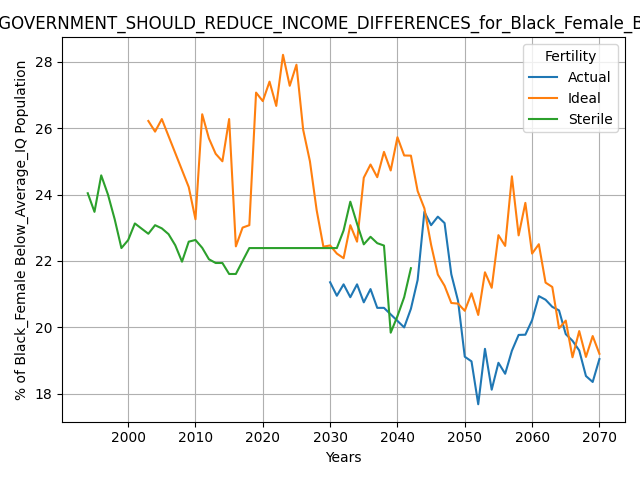 GOVERNMENT_SHOULD_REDUCE_INCOME_DIFFERENCES_for_Black_Female_B
Fertility
Actual
Ideal
Sterile
% of Black_Female Below_Average_IQ Population
28
26
24
22
20
18
2000
2010
2020
2030
2040
2050
2060
2070
Years